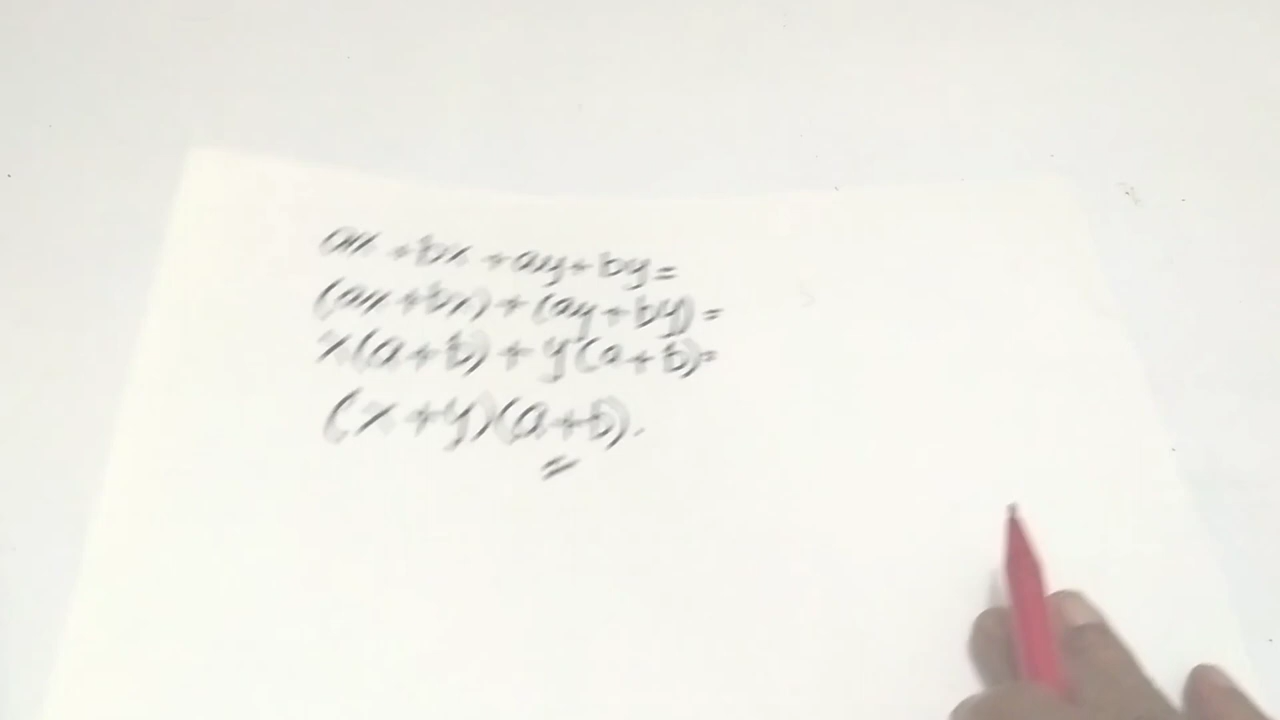 ax + bx + ay + by =
(ax + bx) + (ay + by) =
x(a + b) + y(a + b) =
(x + y)(a + b).